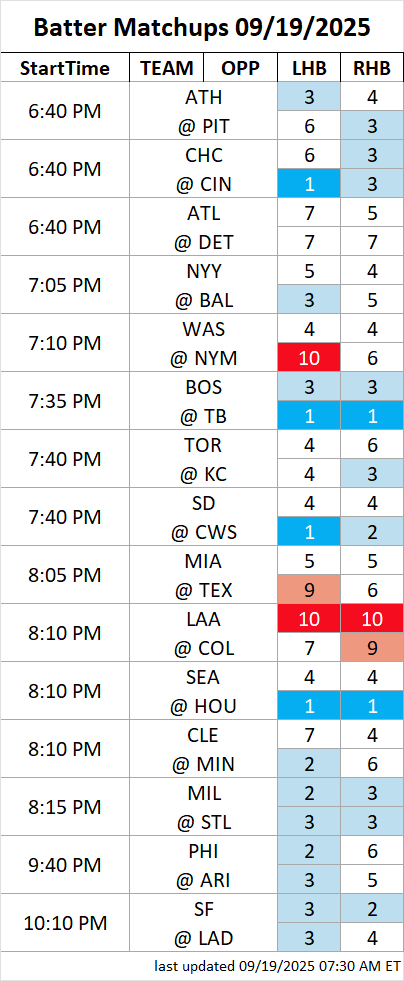 Batter Matchups 09/19/2025
StartTime TEAM OPP LHB RHB
6:40 PM
ATH 3 4
@ PIT 6 3
6:40 PM
CHC 6 3
@ CIN 1 3
6:40 PM
ATL 7 5
@ DET 7 7
7:05 PM
NYY 5 4
@ BAL 3 5
7:10 PM
WAS 4 4
@ NYM 10 6
7:35 PM
BOS 3 3
@ TB 1 1
7:40 PM
TOR 4 6
@ KC 4 3
7:40 PM
SD 4 4
@ CWS 1 2
8:05 PM
MIA 5 5
@ TEX 9 6
8:10 PM
LAA 10 10
@ COL 7 9
8:10 PM
SEA 4 4
@ HOU 1 1
8:10 PM
CLE 7 4
@ MIN 2 6
8:15 PM
MIL 2 3
@ STL 3 3
9:40 PM
PHI 2 6
@ ARI 3 5
10:10 PM
SF 3 2
@ LAD 3 4
last updated 09/19/2025 07:30 AM ET